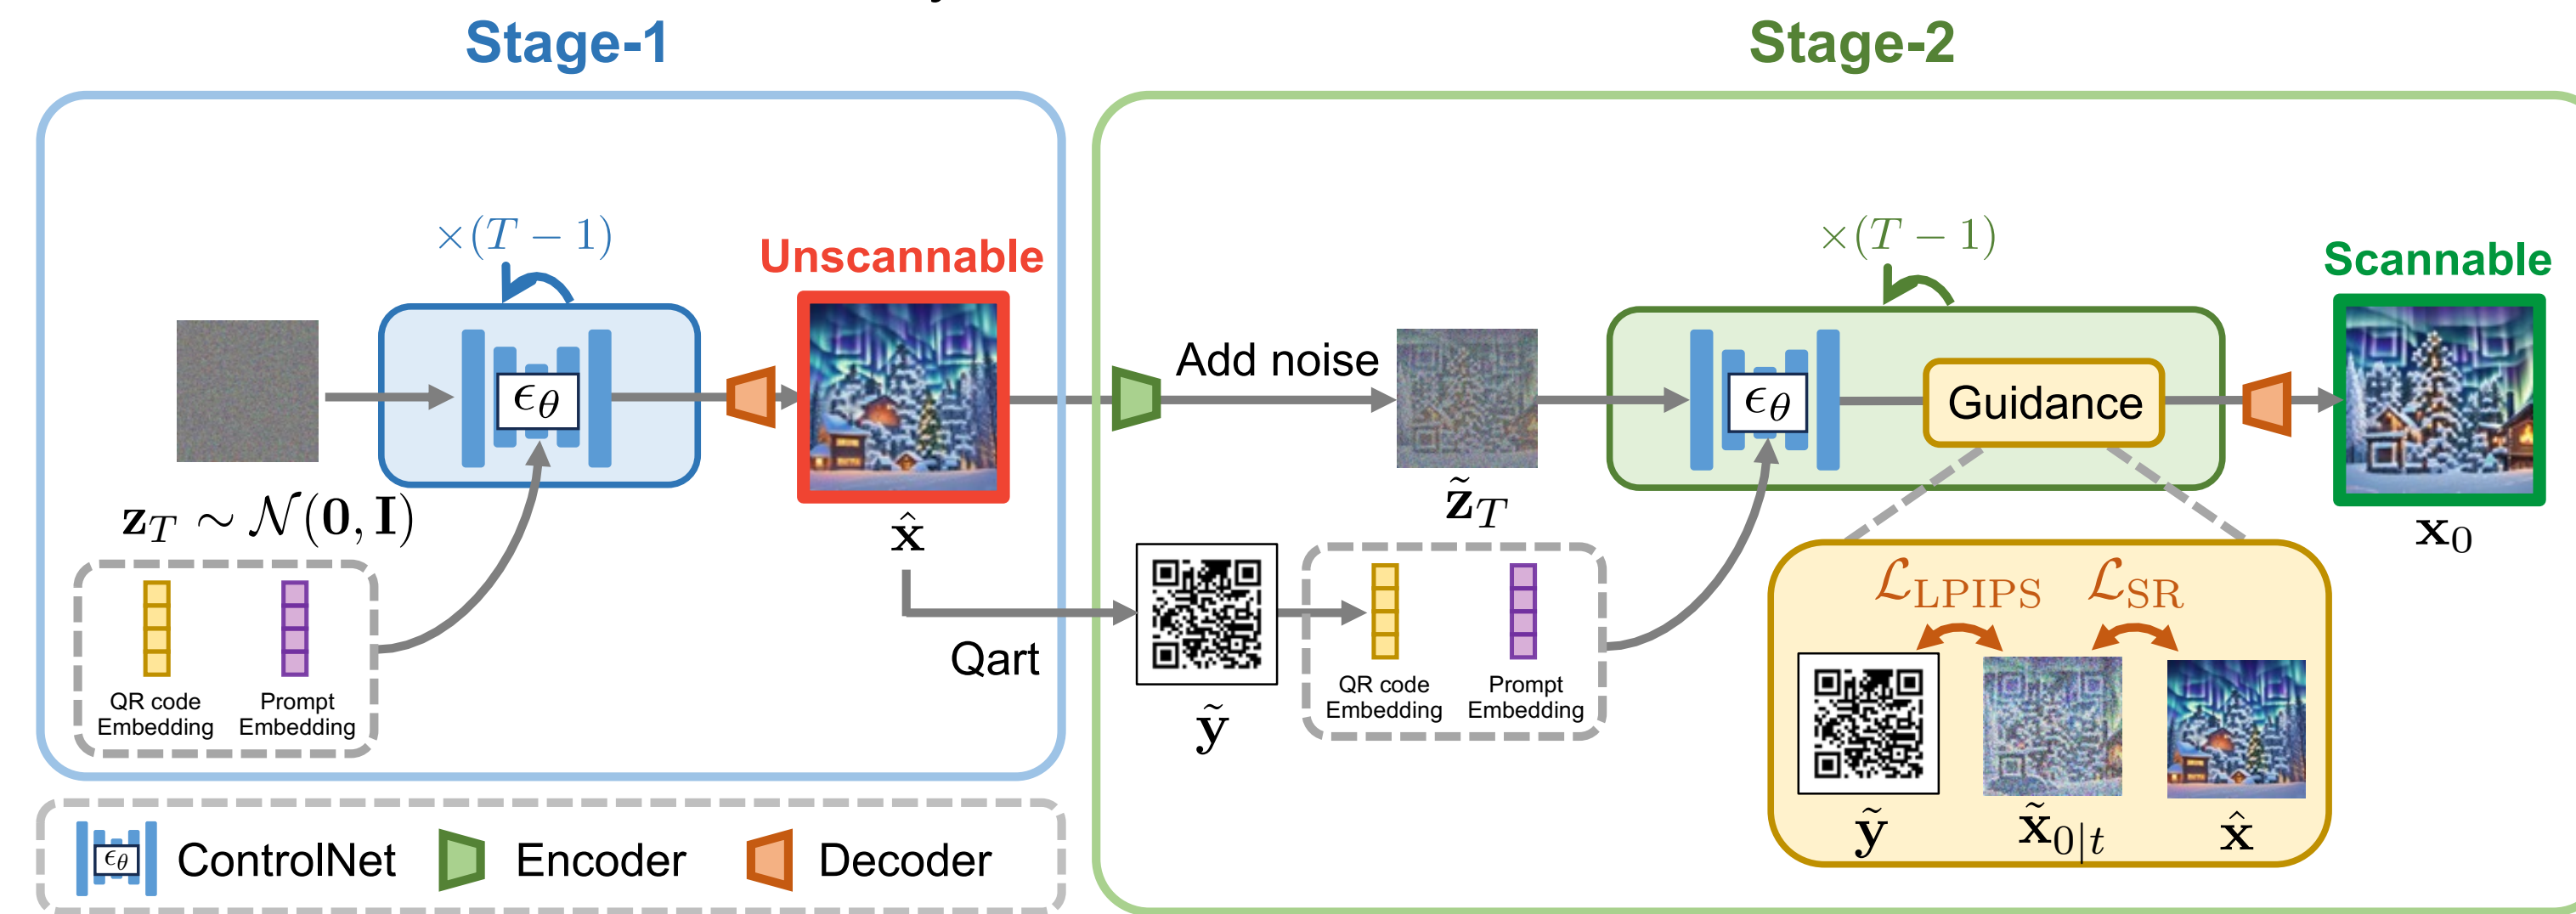 Stage-1
×(T − 1)
Unscannable
ϵθ
z_T ∼ 𝒩(0, I)
x̂
QR code
Embedding
Prompt
Embedding
Qart
ϵθ
ControlNet
Encoder
Decoder
Stage-2
×(T − 1)
Scannable
Add noise
ϵθ
Guidance
z̃_T
x_0
ỹ
QR code
Embedding
Prompt
Embedding
ℒ_LPIPS
ℒ_SR
ỹ
x̃_0|t
x̂